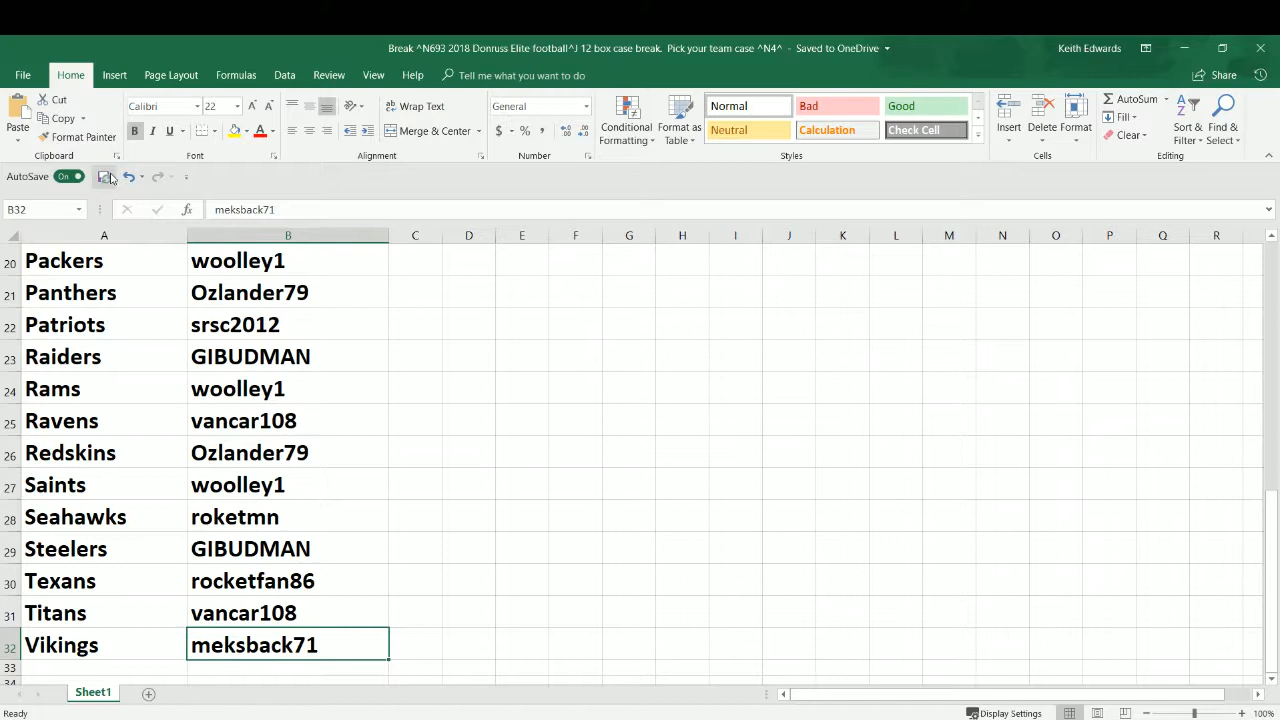 Break ^N693 2018 Donruss Elite football^J 12 box case break. Pick your team case ^N4^ - Saved to OneDrive
Keith Edwards
File Home Insert Page Layout Formulas Data Review View Help Tell me what you want to do Share
Paste Cut Copy Format Painter Clipboard
Calibri 22 A A B I U A Font
ab Wrap Text Merge & Center Alignment
General $ % , Number
Conditional Formatting Format as Table
Normal Bad Good
Neutral Calculation Check Cell
Styles
Insert Delete Format Cells
AutoSum Fill Clear Sort & Filter Find & Select Editing
AutoSave On
B32 fx meksback71
A B C D E F G H I J K L M N O P Q R
20 Packers woolley1
21 Panthers Ozlander79
22 Patriots srsc2012
23 Raiders GIBUDMAN
24 Rams woolley1
25 Ravens vancar108
26 Redskins Ozlander79
27 Saints woolley1
28 Seahawks roketmn
29 Steelers GIBUDMAN
30 Texans rocketfan86
31 Titans vancar108
32 Vikings meksback71
33
34
Sheet1
Ready Display Settings 100%